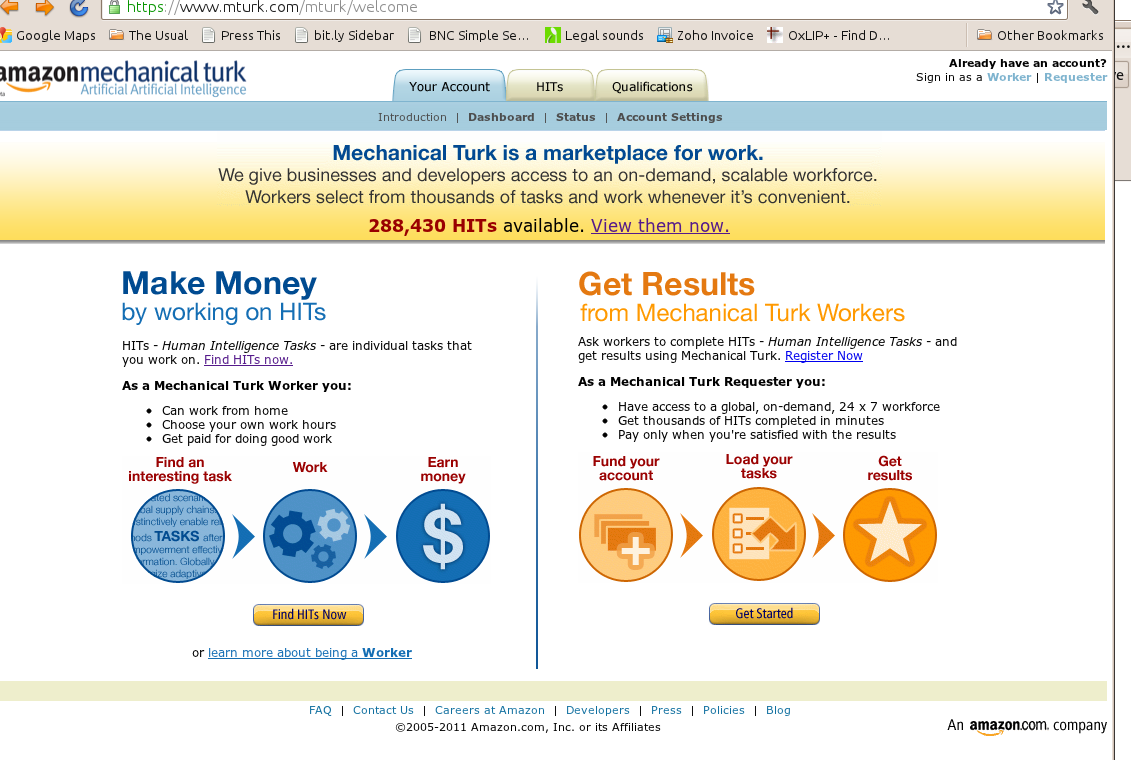 https://www.mturk.com/mturk/welcome
Google Maps The Usual Press This bit.ly Sidebar BNC Simple Se... Legal sounds Zoho Invoice OxLIP+ - Find D... Other Bookmarks
amazonmechanical turk
Artificial Artificial Intelligence
Already have an account?
Sign in as a Worker | Requester
Your Account HITs Qualifications
Introduction | Dashboard | Status | Account Settings
Mechanical Turk is a marketplace for work.
We give businesses and developers access to an on-demand, scalable workforce.
Workers select from thousands of tasks and work whenever it's convenient.
288,430 HITs available. View them now.
Make Money
by working on HITs
HITs - Human Intelligence Tasks - are individual tasks that
you work on. Find HITs now.
As a Mechanical Turk Worker you:
• Can work from home
• Choose your own work hours
• Get paid for doing good work
Find an
interesting task
Work
Earn
money
TASKS after
$
Find HITs Now
or learn more about being a Worker
Get Results
from Mechanical Turk Workers
Ask workers to complete HITs - Human Intelligence Tasks - and
get results using Mechanical Turk. Register Now
As a Mechanical Turk Requester you:
• Have access to a global, on-demand, 24 x 7 workforce
• Get thousands of HITs completed in minutes
• Pay only when you're satisfied with the results
Fund your
account
Load your
tasks
Get
results
Get Started
FAQ | Contact Us | Careers at Amazon | Developers | Press | Policies | Blog
©2005-2011 Amazon.com, Inc. or its Affiliates
An amazon.com. company